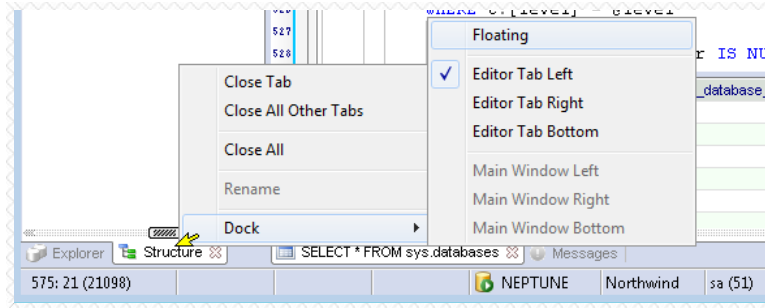 527
528
r IS NU
_database_
Floating
Editor Tab Left
Editor Tab Right
Editor Tab Bottom
Main Window Left
Main Window Right
Main Window Bottom
Close Tab
Close All Other Tabs
Close All
Rename
Dock
Explorer Structure SELECT * FROM sys.databases Messages
575: 21 (21098) NEPTUNE Northwind sa (51)